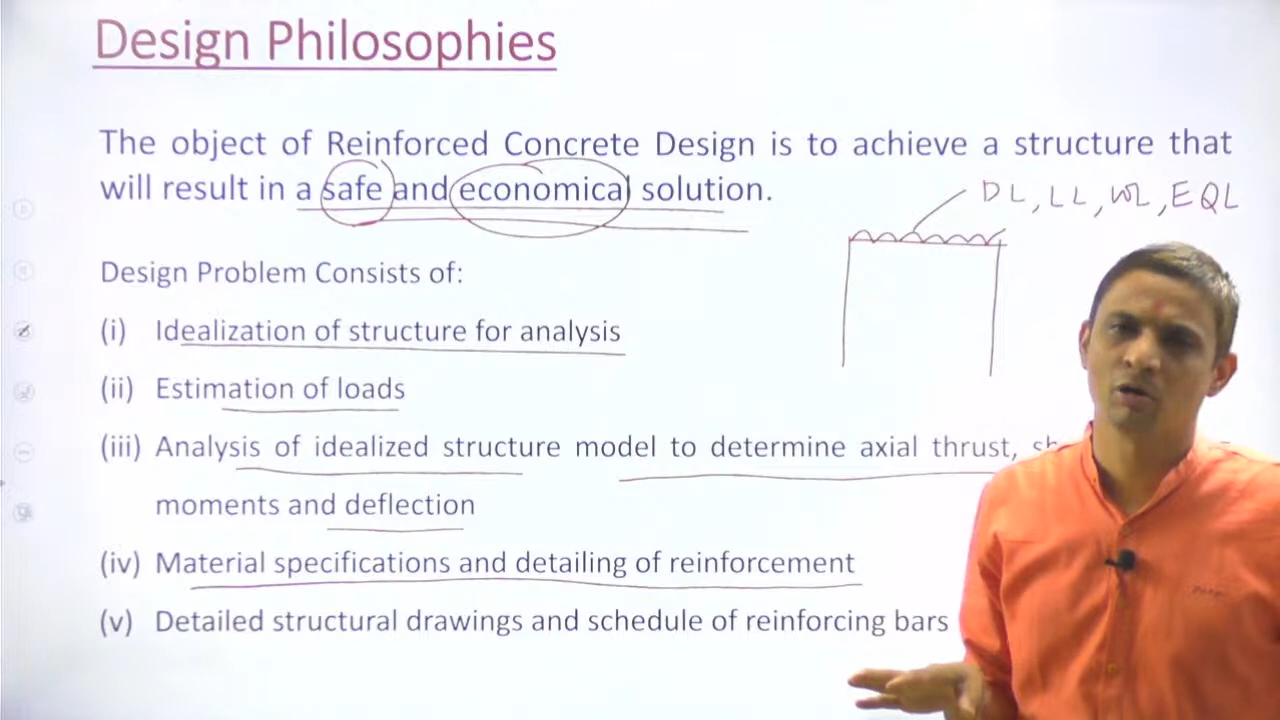 Design Philosophies
The object of Reinforced Concrete Design is to achieve a structure that
will result in a safe and economical solution.
DL, LL, WL, EQL
Design Problem Consists of:
(i) Idealization of structure for analysis
(ii) Estimation of loads
(iii) Analysis of idealized structure model to determine axial thrust,
moments and deflection
(iv) Material specifications and detailing of reinforcement
(v) Detailed structural drawings and schedule of reinforcing bars